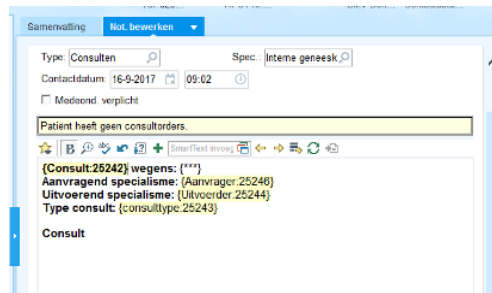 Samenvatting Not. bewerken
Type: Consulten Spec.: Interne geneesk
Contactdatum: 16-9-2017 09:02
Medeond. verplicht
Patient heeft geen consultorders.
B SmartText invoeg
{Consult:25242} wegens: {***}
Aanvragend specialisme: {Aanvrager:25246}
Uitvoerend specialisme: {Uitvoerder:25244}
Type consult: {consulttype:25243}
Consult